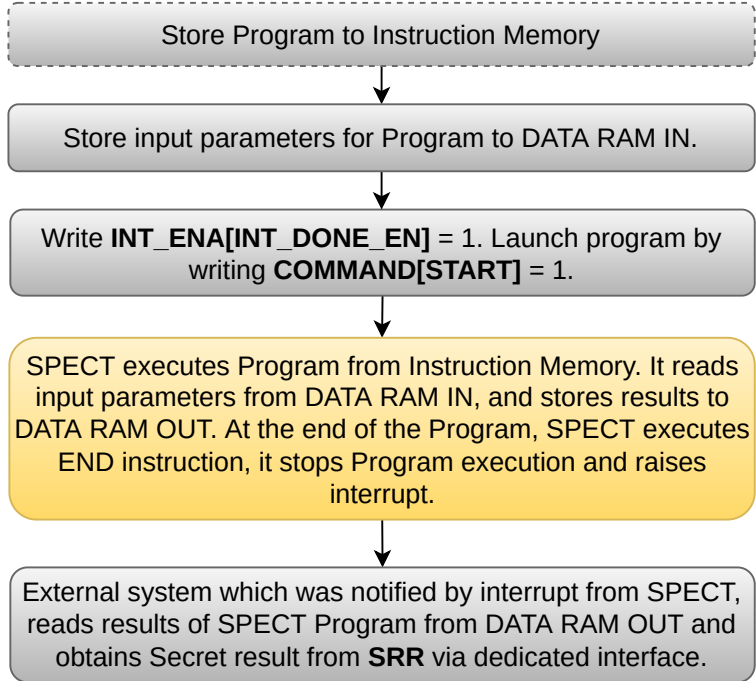 Store Program to Instruction Memory
Store input parameters for Program to DATA RAM IN.
Write INT_ENA[INT_DONE_EN] = 1. Launch program by
writing COMMAND[START] = 1.
SPECT executes Program from Instruction Memory. It reads
input parameters from DATA RAM IN, and stores results to
DATA RAM OUT. At the end of the Program, SPECT executes
END instruction, it stops Program execution and raises
interrupt.
External system which was notified by interrupt from SPECT,
reads results of SPECT Program from DATA RAM OUT and
obtains Secret result from SRR via dedicated interface.